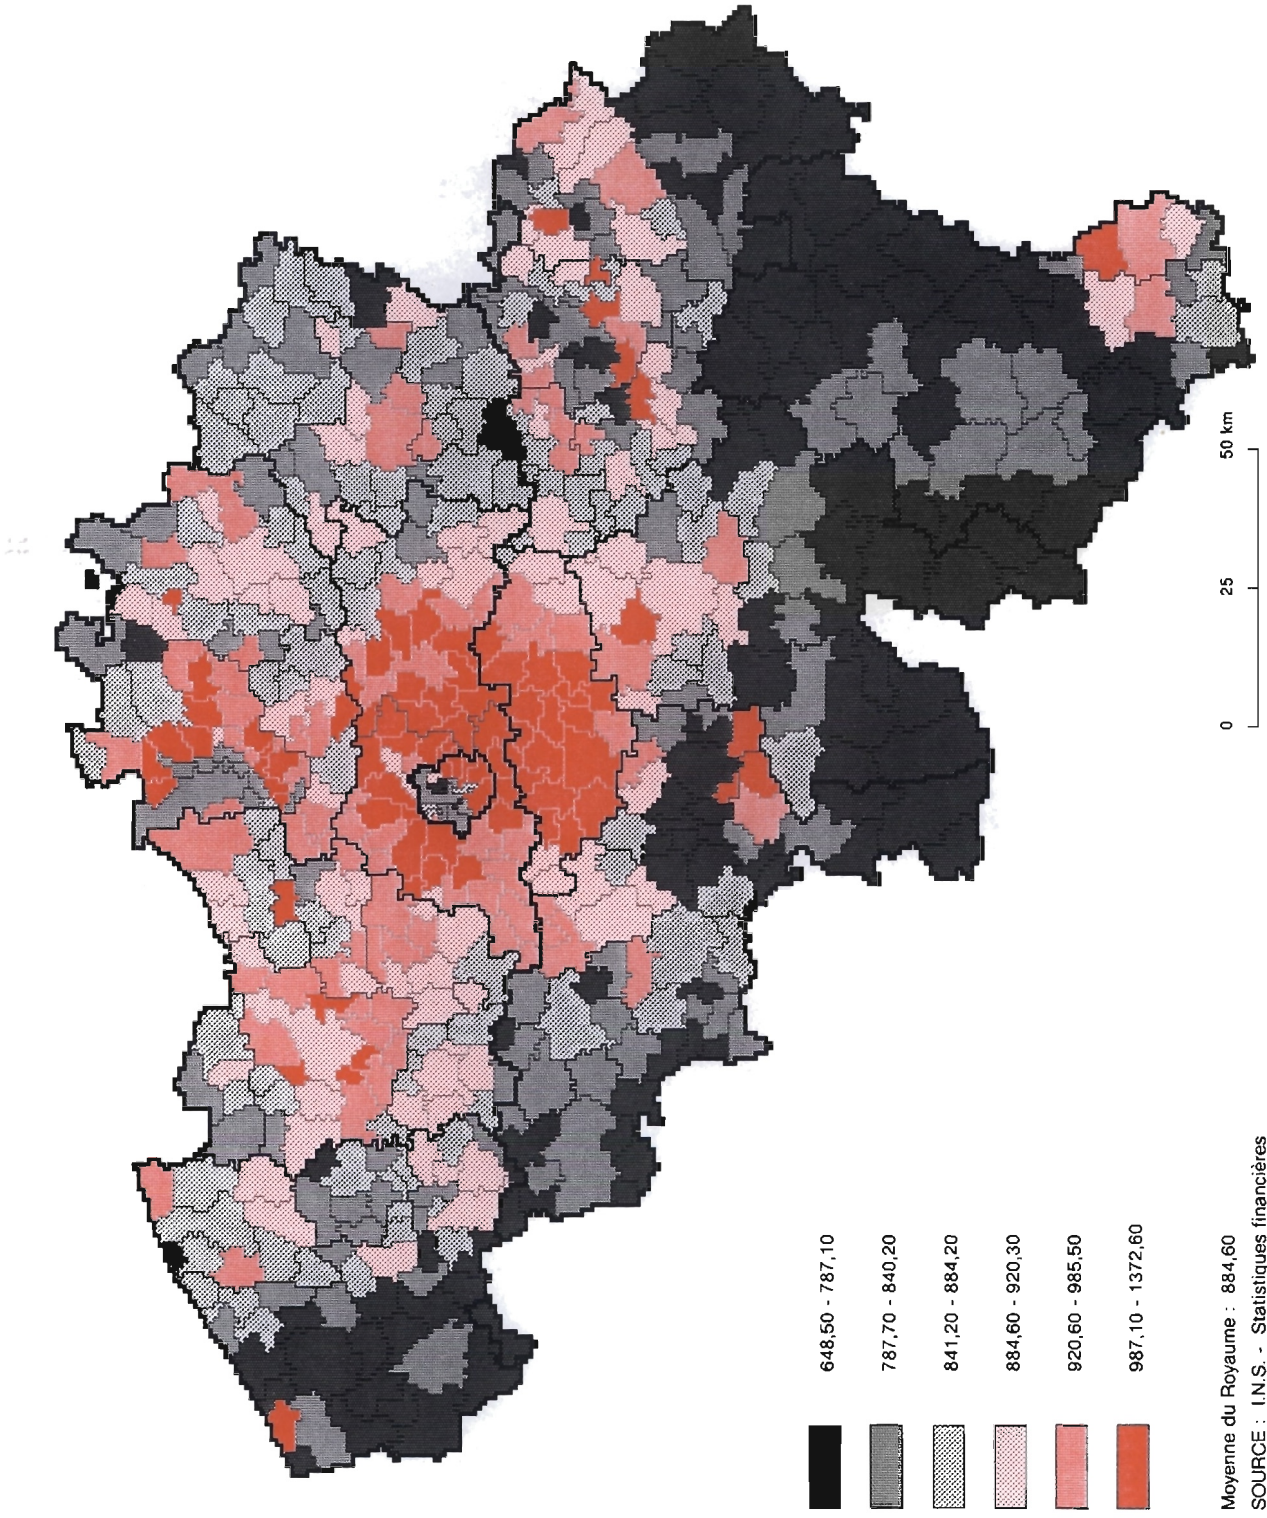 0 25 50 km
648,50 - 787,10
787,70 - 840,20
841,20 - 884,20
884,60 - 920,30
920,60 - 985,50
987,10 - 1372,60
Moyenne du Royaume : 884,60
SOURCE : I.N.S. - Statistiques financières